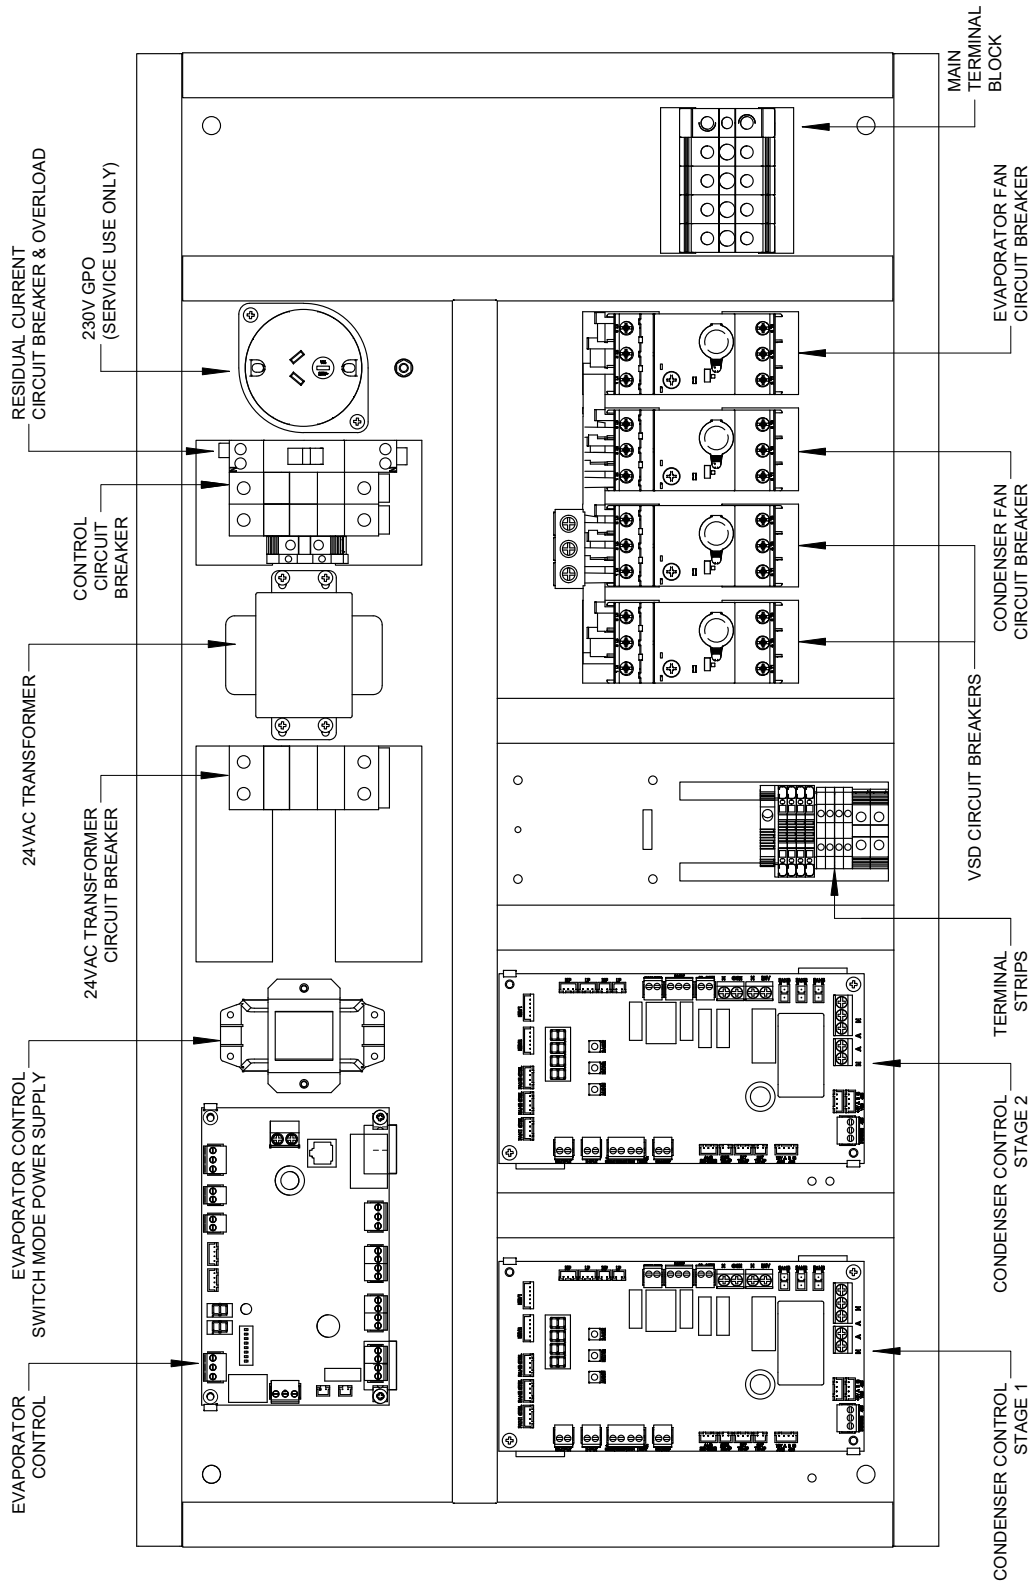 EVAPORATOR
CONTROL
EVAPORATOR CONTROL
SWITCH MODE POWER SUPPLY
24VAC TRANSFORMER
CIRCUIT BREAKER
24VAC TRANSFORMER
CONTROL
CIRCUIT
BREAKER
RESIDUAL CURRENT
CIRCUIT BREAKER & OVERLOAD
230V GPO
(SERVICE USE ONLY)
CONDENSER CONTROL
STAGE 1
CONDENSER CONTROL
STAGE 2
TERMINAL
STRIPS
VSD CIRCUIT BREAKERS
CONDENSER FAN
CIRCUIT BREAKER
EVAPORATOR FAN
CIRCUIT BREAKER
MAIN
TERMINAL
BLOCK